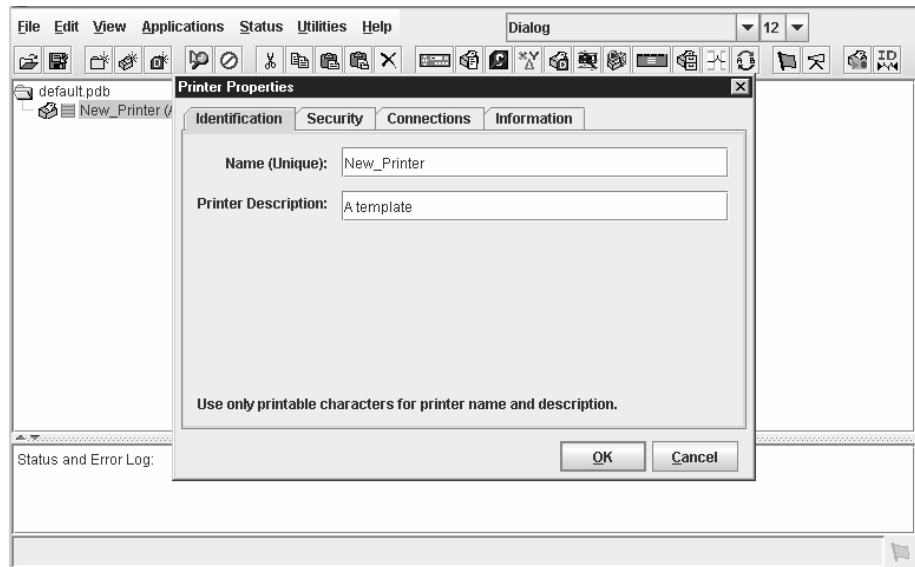 File Edit View Applications Status Utilities Help Dialog 12
ID
default.pdb
New_Printer (A
Printer Properties
Identification Security Connections Information
Name (Unique): New_Printer
Printer Description: A template
Use only printable characters for printer name and description.
OK Cancel
Status and Error Log: